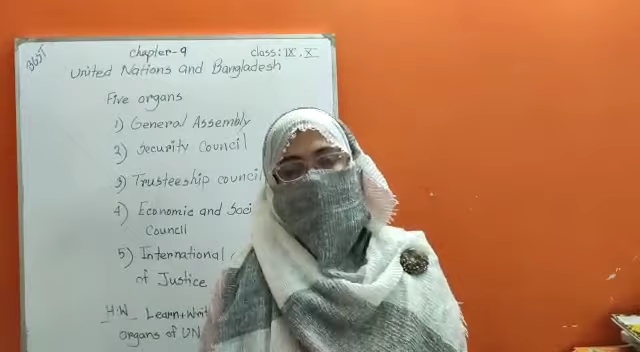 BGST
Chapter-9
class: IX, X
United Nations and Bangladesh
Five organs
1) General Assembly
2) Security Council
3) Trusteeship council
4) Economic and Soci
Council
5) International
of Justice
H.W Learn+Writ
organs of UN